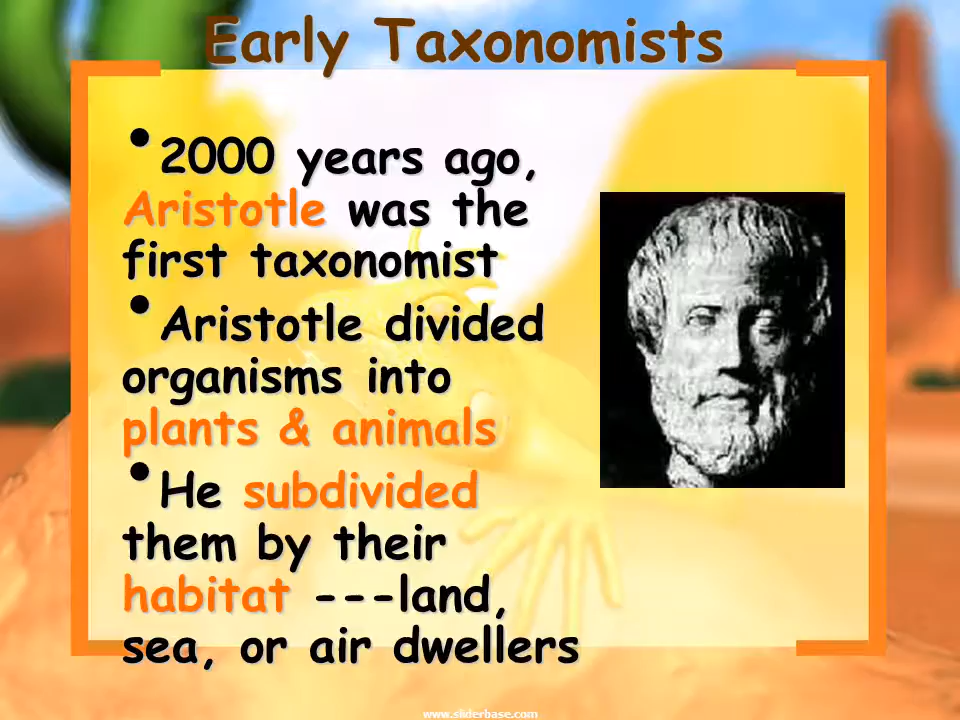 Early Taxonomists
•2000 years ago,
Aristotle was the
first taxonomist
•Aristotle divided
organisms into
plants & animals
•He subdivided
them by their
habitat ---land,
sea, or air dwellers
www.sliderbase.com